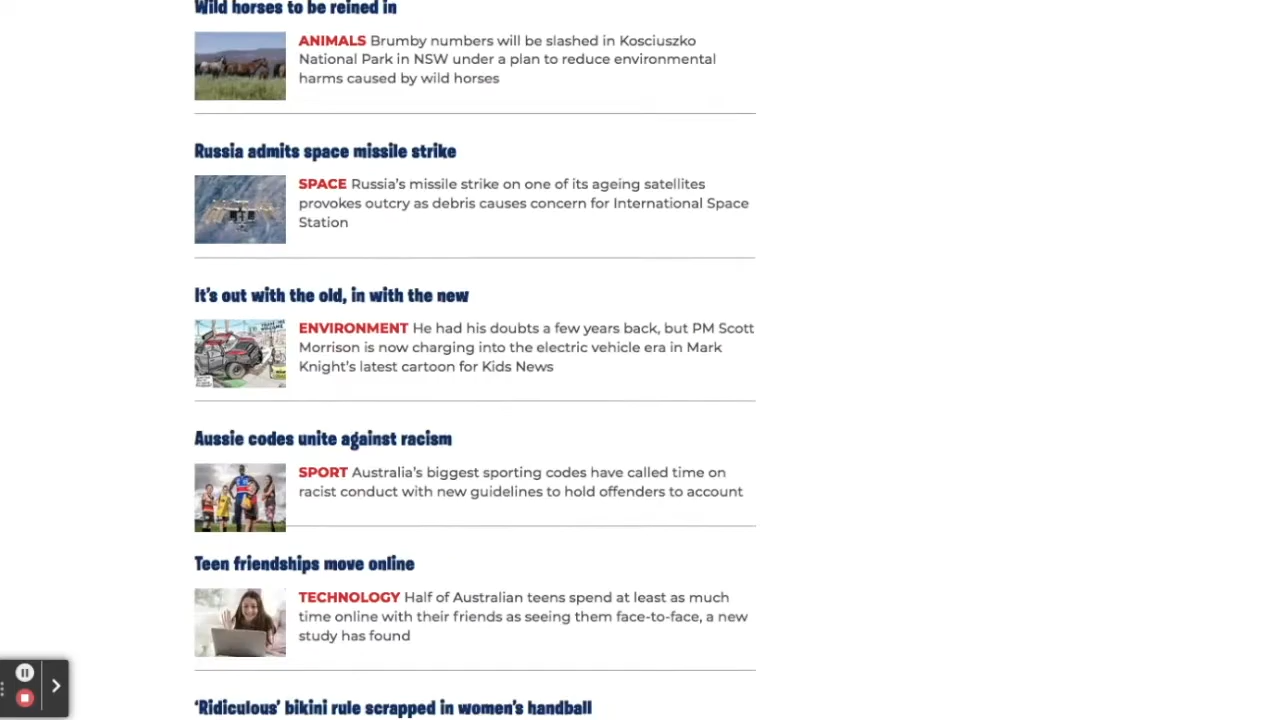 Wild horses to be reined in
ANIMALS Brumby numbers will be slashed in Kosciuszko
National Park in NSW under a plan to reduce environmental
harms caused by wild horses
Russia admits space missile strike
SPACE Russia’s missile strike on one of its ageing satellites
provokes outcry as debris causes concern for International Space
Station
It’s out with the old, in with the new
ENVIRONMENT He had his doubts a few years back, but PM Scott
Morrison is now charging into the electric vehicle era in Mark
Knight’s latest cartoon for Kids News
Aussie codes unite against racism
SPORT Australia’s biggest sporting codes have called time on
racist conduct with new guidelines to hold offenders to account
Teen friendships move online
TECHNOLOGY Half of Australian teens spend at least as much
time online with their friends as seeing them face-to-face, a new
study has found
‘Ridiculous’ bikini rule scrapped in women’s handball